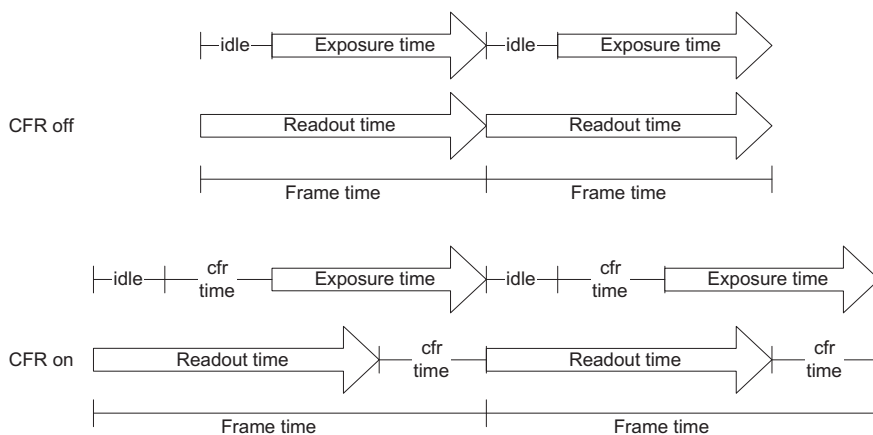 idle Exposure time idle Exposure time
CFR off Readout time Readout time
Frame time Frame time
idle cfr time Exposure time idle cfr time Exposure time
CFR on Readout time cfr time Readout time cfr time
Frame time Frame time